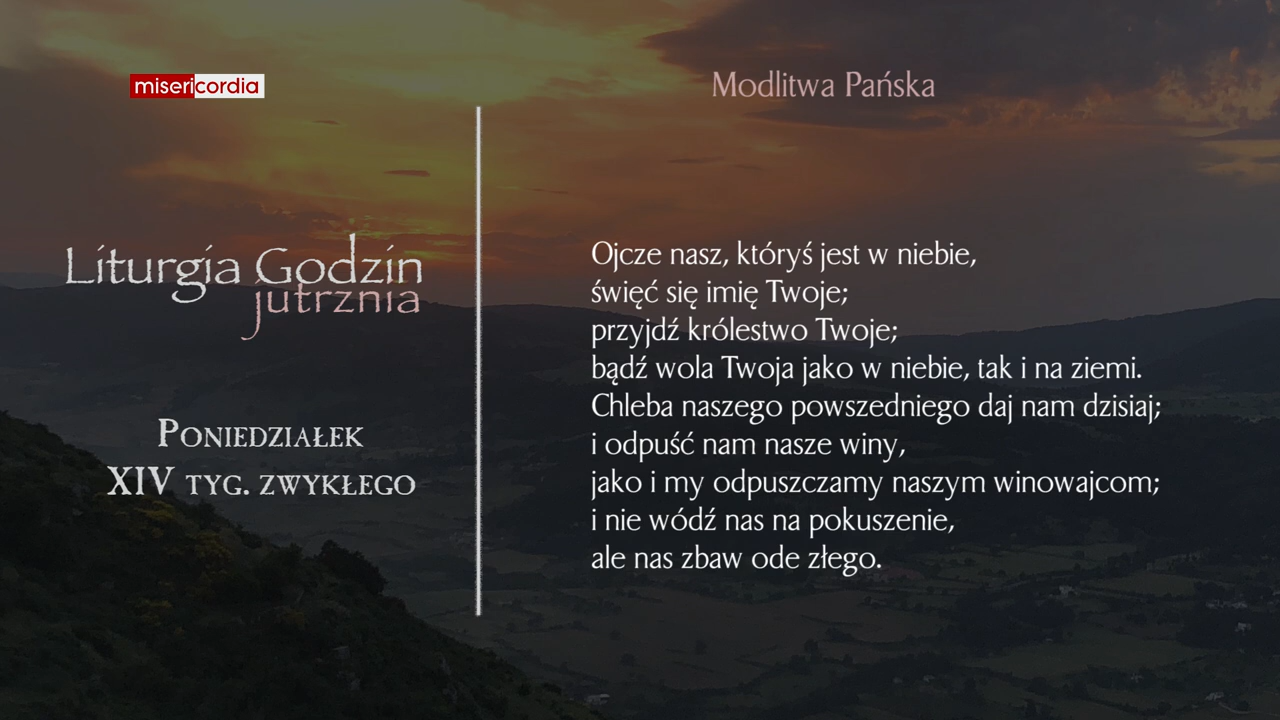 misericordia
Liturgia Godzin
jutrznia
Poniedziałek
XIV tyg. zwykłego
Modlitwa Pańska
Ojcze nasz, któryś jest w niebie,
święć się imię Twoje;
przyjdź królestwo Twoje;
bądź wola Twoja jako w niebie, tak i na ziemi.
Chleba naszego powszedniego daj nam dzisiaj;
i odpuść nam nasze winy,
jako i my odpuszczamy naszym winowajcom;
i nie wódź nas na pokuszenie,
ale nas zbaw ode złego.